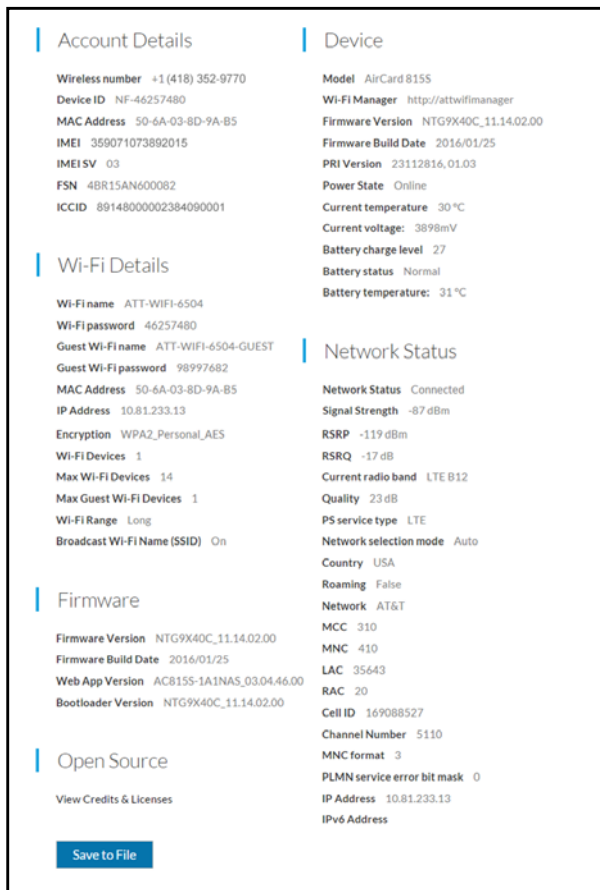 Account Details
Wireless number +1 (418) 352-9770
Device ID NF-46257480
MAC Address 50-6A-03-8D-9A-B5
IMEI 359071073892015
IMEI SV 03
FSN 4BR15AN600082
ICCID 89148000002384090001
Wi-Fi Details
Wi-Fi name ATT-WIFI-6504
Wi-Fi password 46257480
Guest Wi-Fi name ATT-WIFI-6504-GUEST
Guest Wi-Fi password 98997682
MAC Address 50-6A-03-8D-9A-B5
IP Address 10.81.233.13
Encryption WPA2_Personal_AES
Wi-Fi Devices 1
Max Wi-Fi Devices 14
Max Guest Wi-Fi Devices 1
Wi-Fi Range Long
Broadcast Wi-Fi Name (SSID) On
Firmware
Firmware Version NTG9X40C_11.14.02.00
Firmware Build Date 2016/01/25
Web App Version AC815S-1A1NAS_03.04.46.00
Bootloader Version NTG9X40C_11.14.02.00
Open Source
View Credits & Licenses
Save to File
Device
Model AirCard 815S
Wi-Fi Manager http://attwifimanager
Firmware Version NTG9X40C_11.14.02.00
Firmware Build Date 2016/01/25
PRI Version 23112816, 01.03
Power State Online
Current temperature 30 °C
Current voltage: 3898mV
Battery charge level 27
Battery status Normal
Battery temperature: 31 °C
Network Status
Network Status Connected
Signal Strength -87 dBm
RSRP -119 dBm
RSRQ -17 dB
Current radio band LTE B12
Quality 23 dB
PS service type LTE
Network selection mode Auto
Country USA
Roaming False
Network AT&T
MCC 310
MNC 410
LAC 35643
RAC 20
Cell ID 169088527
Channel Number 5110
MNC format 3
PLMN service error bit mask 0
IP Address 10.81.233.13
IPv6 Address